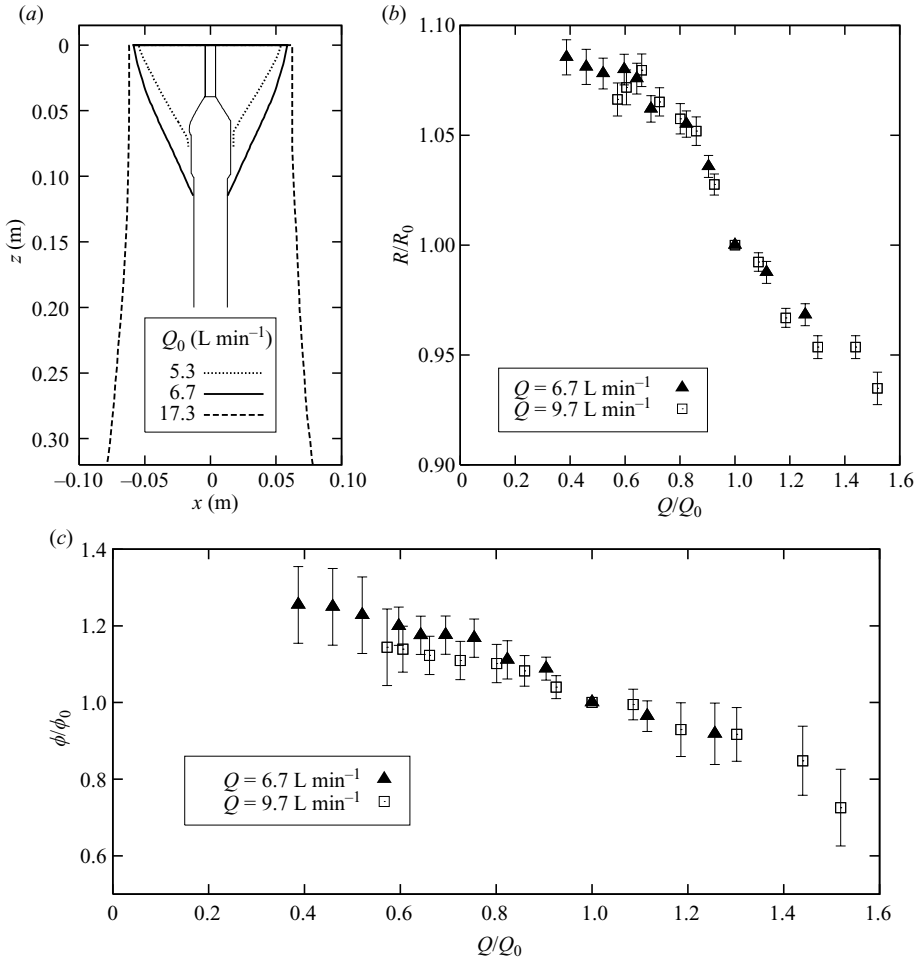 (a)
0
0.05
0.10
0.15
0.20
0.25
0.30
z (m)
Q0 (L min−1)
5.3
6.7
17.3
−0.10 −0.05 0 0.05 0.10
x (m)
(b)
1.10
1.05
1.00
0.95
0.90
R/R0
Q = 6.7 L min−1
Q = 9.7 L min−1
0 0.2 0.4 0.6 0.8 1.0 1.2 1.4 1.6
Q/Q0
(c)
1.4
1.2
1.0
0.8
0.6
ϕ/ϕ0
Q = 6.7 L min−1
Q = 9.7 L min−1
0 0.2 0.4 0.6 0.8 1.0 1.2 1.4 1.6
Q/Q0